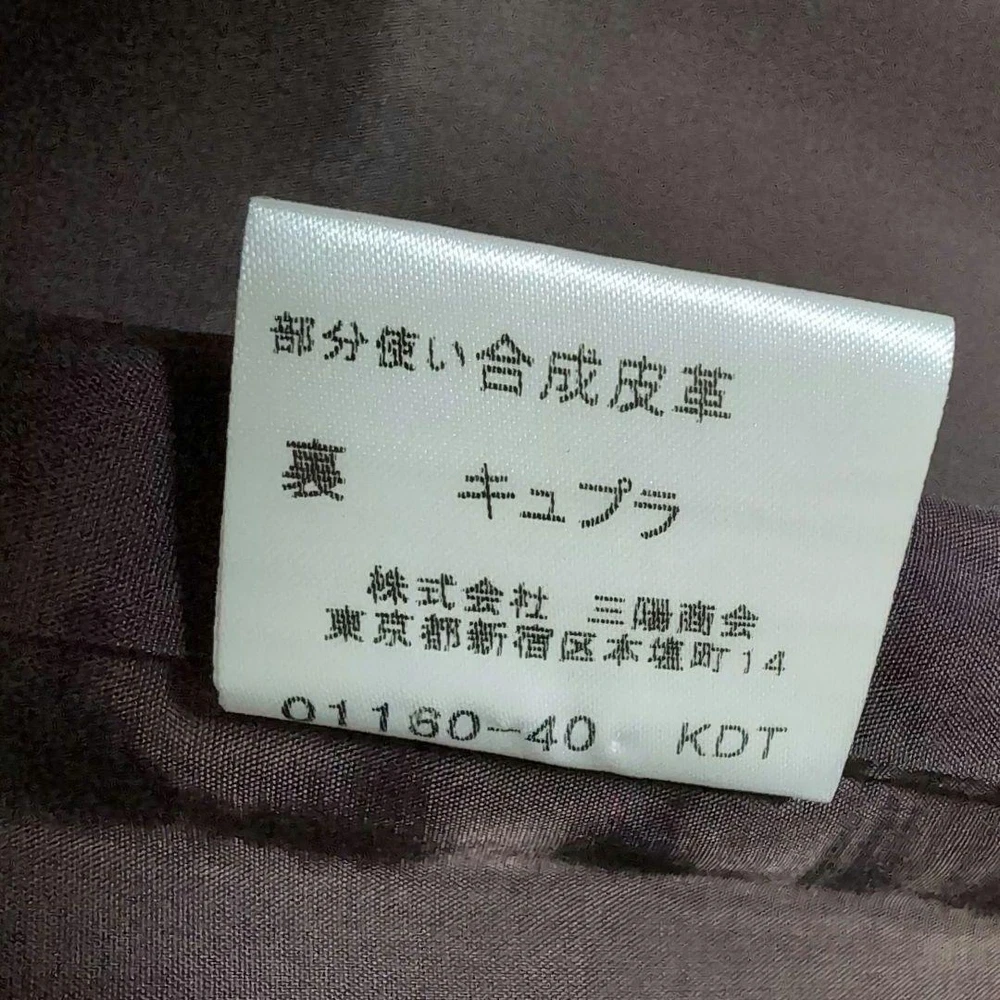 部分使い合成皮革
裏 キュプラ
株式会社 三陽商会
東京都新宿区本塩町14
01160-40 KDT